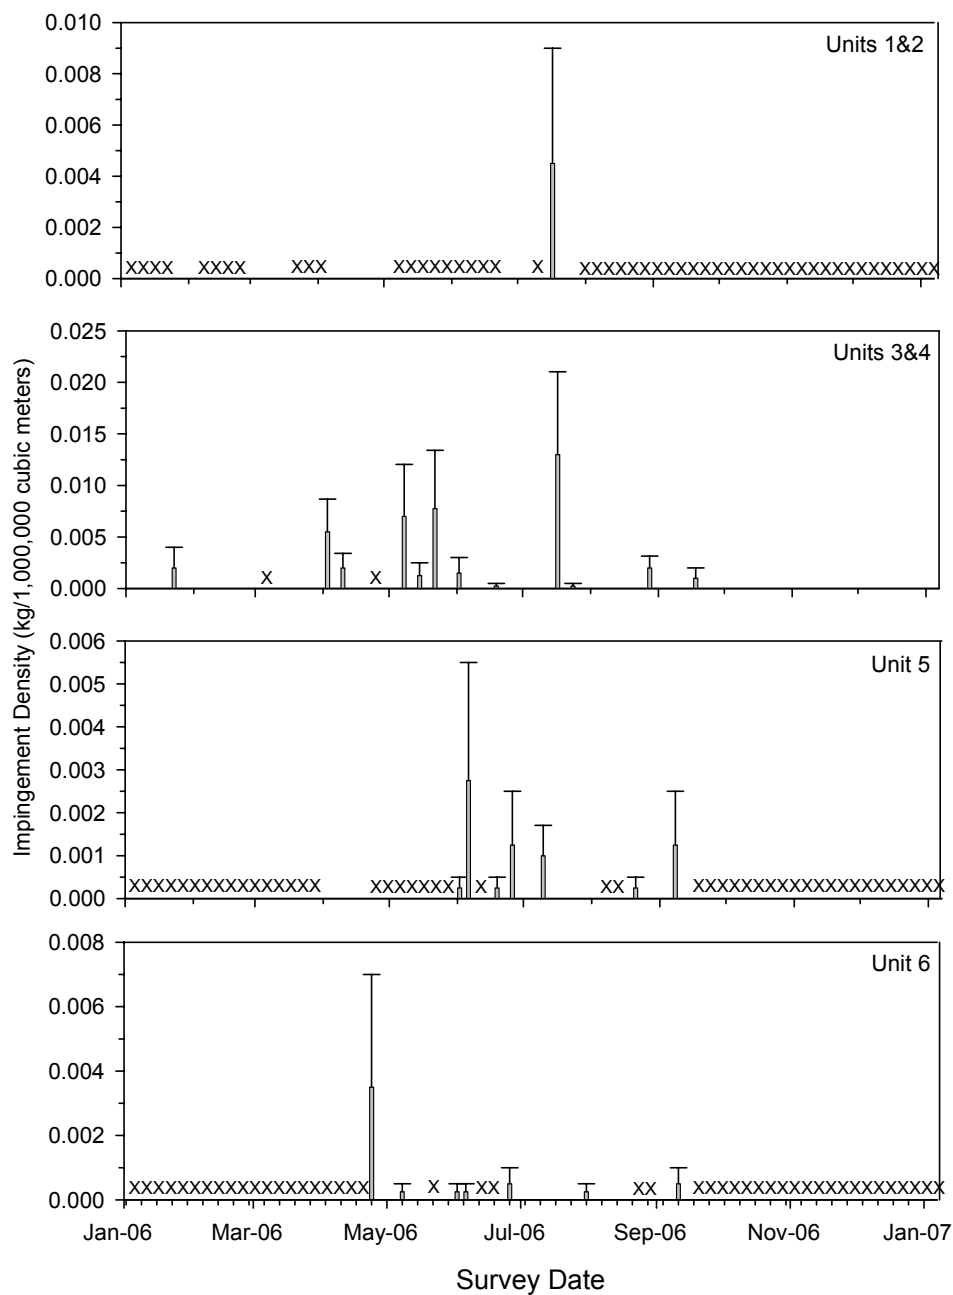 0.010
Units 1&2
0.008
0.006
0.004
0.002
XXXX XXXX XXX XXXXXXXXX X XXXXXXXXXXXXXXXXXXXXXXXXXXXXXX
0.000
0.025
Units 3&4
0.020
0.015
0.010
0.005
X X
0.000
Impingement Density (kg/1,000,000 cubic meters)
0.006
Unit 5
0.005
0.004
0.003
0.002
0.001
XXXXXXXXXXXXXXXX XXXXXXX X XX XXXXXXXXXXXXXXXXXXXXX
0.000
0.008
Unit 6
0.006
0.004
0.002
XXXXXXXXXXXXXXXXXXXX X XX XX XXXXXXXXXXXXXXXXXXXXX
0.000
Jan-06 Mar-06 May-06 Jul-06 Sep-06 Nov-06 Jan-07
Survey Date